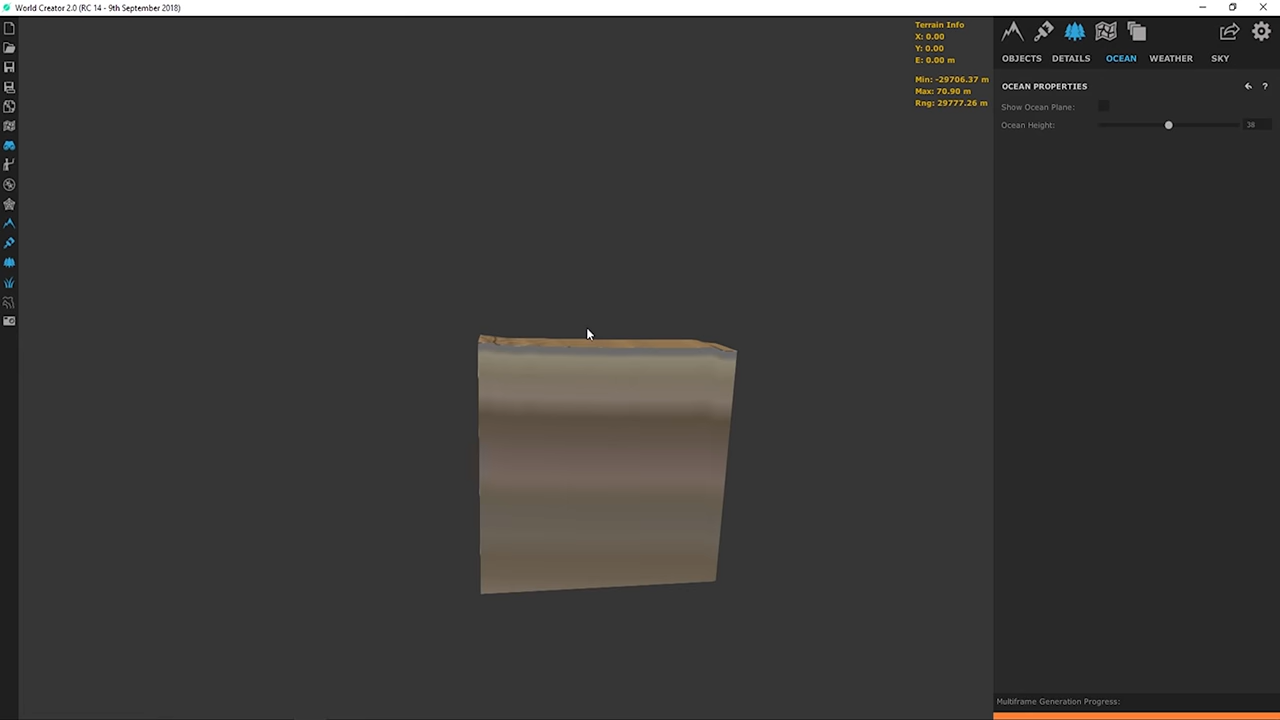 World Creator 2.0 (RC 14 - 9th September 2018)
Terrain Info
X: 0.00
Y: 0.00
E: 0.00 m
Min: -29706.37 m
Max: 70.90 m
Rng: 29777.26 m
OBJECTS DETAILS OCEAN WEATHER SKY
OCEAN PROPERTIES ?
Show Ocean Plane:
Ocean Height: 38
Multiframe Generation Progress: